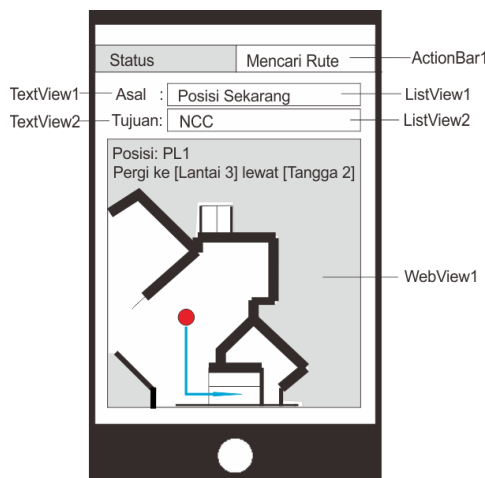 Status Mencari Rute ActionBar1
TextView1 Asal : Posisi Sekarang ListView1
TextView2 Tujuan: NCC ListView2
Posisi: PL1
Pergi ke [Lantai 3] lewat [Tangga 2]
WebView1